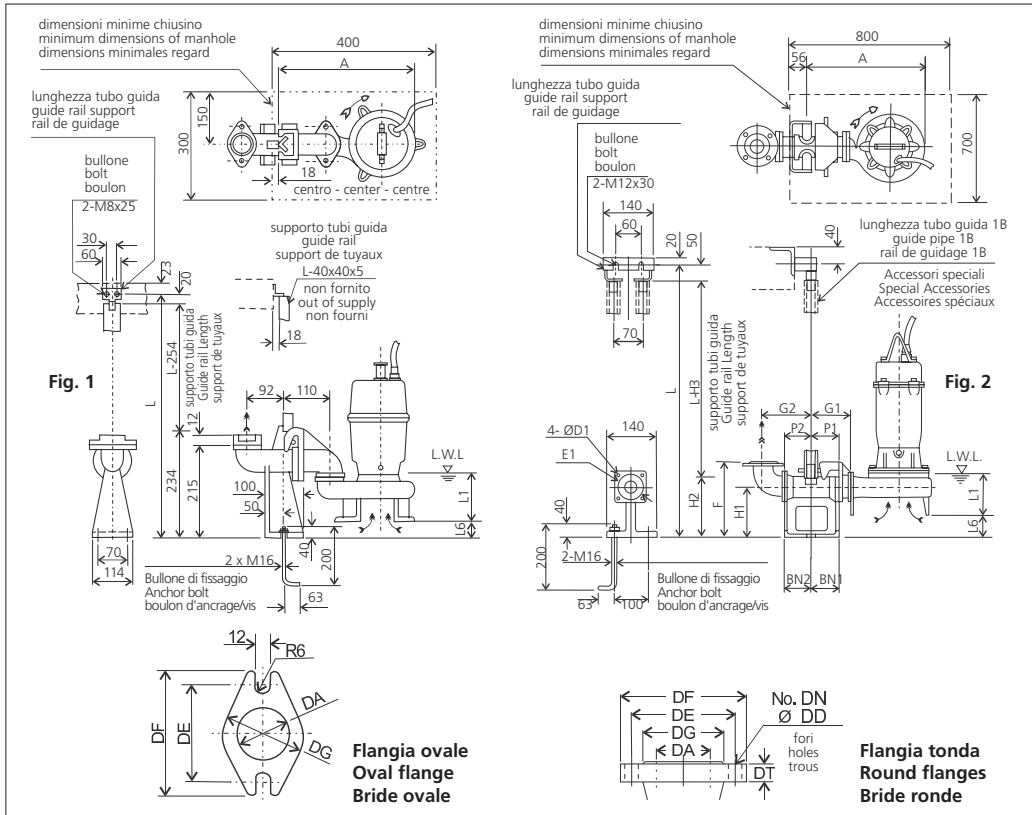 dimensioni minime chiusino
minimum dimensions of manhole
dimensions minimales regard
400
A
lunghezza tubo guida
guide rail support
rail de guidage
300
150
18
centro - center - centre
bullone
bolt
boulon
2-M8x25
30
60
23
20
supporto tubi guida
guide rail
support de tuyaux
L-40x40x5
non fornito
out of supply
non fourni
18
Fig. 1
L
L-254
supporto tubi guida
Guide rail Length
support de tuyaux
92
110
12
234
215
100
50
L.W.L
L1
L6
40
200
70
114
2 x M16
Bullone di fissaggio
Anchor bolt
boulon d'ancrage/vis
63
12
R6
DF
DE
DA
DG
Flangia ovale
Oval flange
Bride ovale
dimensioni minime chiusino
minimum dimensions of manhole
dimensions minimales regard
800
56
A
lunghezza tubo guida
guide rail support
rail de guidage
700
bullone
bolt
boulon
2-M12x30
140
60
20
50
40
lunghezza tubo guida 1B
guide pipe 1B
rail de guidage 1B
Accessori speciali
Special Accessories
Accessoires spéciaux
70
L
L-H3
supporto tubi guida
Guide rail Length
support de tuyaux
Fig. 2
G2
G1
P2
P1
4- ØD1
140
E1
L.W.L.
L1
L6
H2
F
H1
40
200
2-M16
BN2
BN1
Bullone di fissaggio
Anchor bolt
boulon d'ancrage/vis
63
100
DF
DE
DG
DA
No. DN
Ø DD
fori
holes
trous
DT
Flangia tonda
Round flanges
Bride ronde